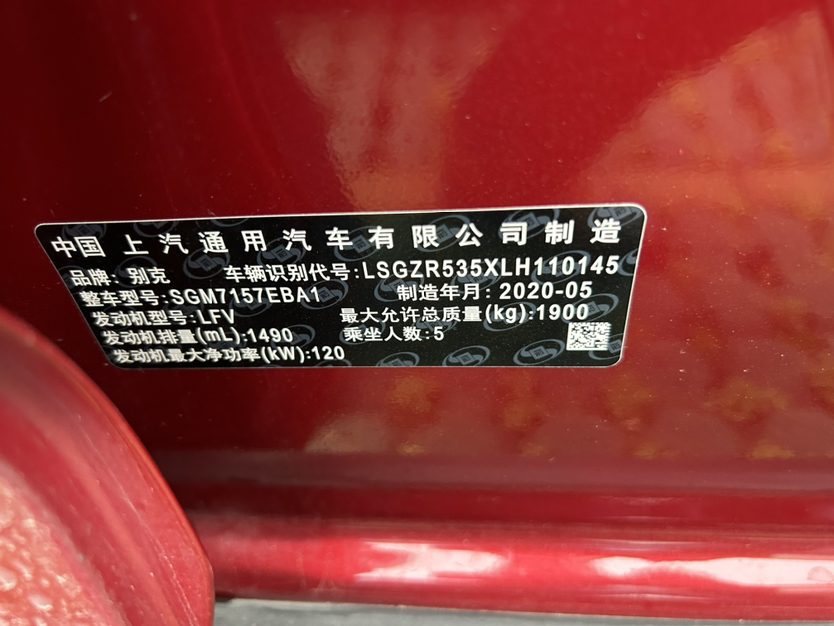 中国 上汽通用汽车有限公司制造
品牌: 别克 车辆识别代号:LSGZR535XLH110145
整车型号:SGM7157EBA1 制造年月: 2020-05
发动机型号:LFV 最大允许总质量(kg):1900
发动机排量(mL):1490 乘坐人数:5
发动机最大净功率(kW):120